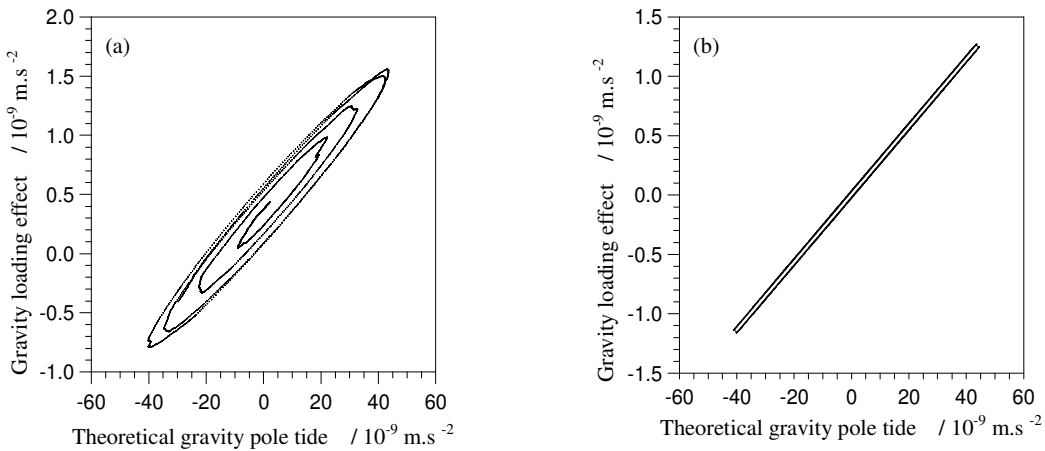 (a)
2.0
1.5
1.0
0.5
0.0
-0.5
-1.0
Gravity loading effect / 10-9 m.s-2
-60 -40 -20 0 20 40 60
Theoretical gravity pole tide / 10-9 m.s-2
(b)
1.5
1.0
0.5
0.0
-0.5
-1.0
-1.5
Gravity loading effect / 10-9 m.s-2
-60 -40 -20 0 20 40 60
Theoretical gravity pole tide / 10-9 m.s-2